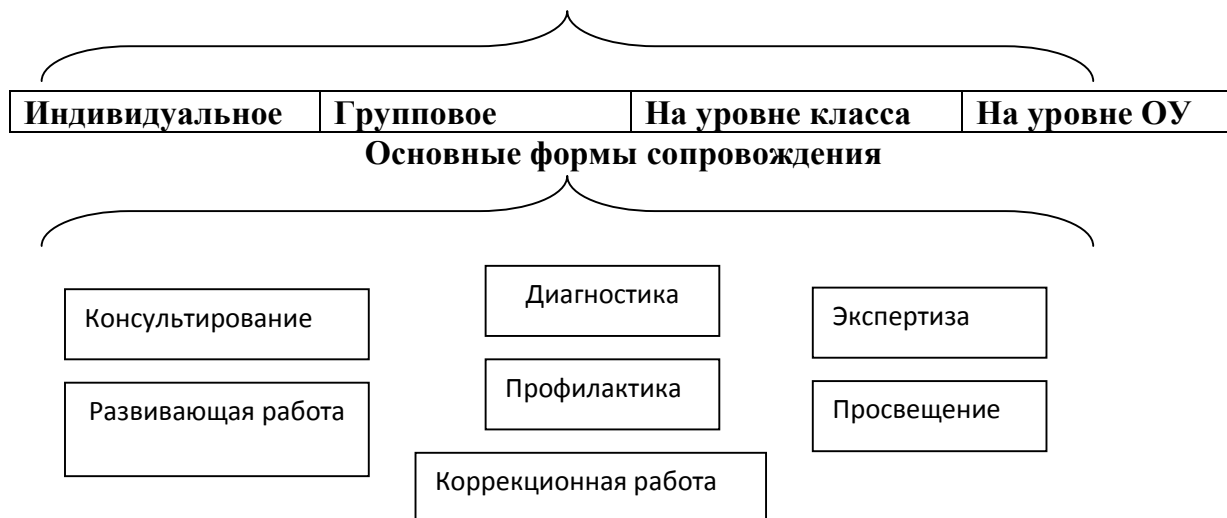 Индивидуальное Групповое На уровне класса На уровне ОУ
Основные формы сопровождения
Консультирование Диагностика Экспертиза
Развивающая работа Профилактика Просвещение
Коррекционная работа